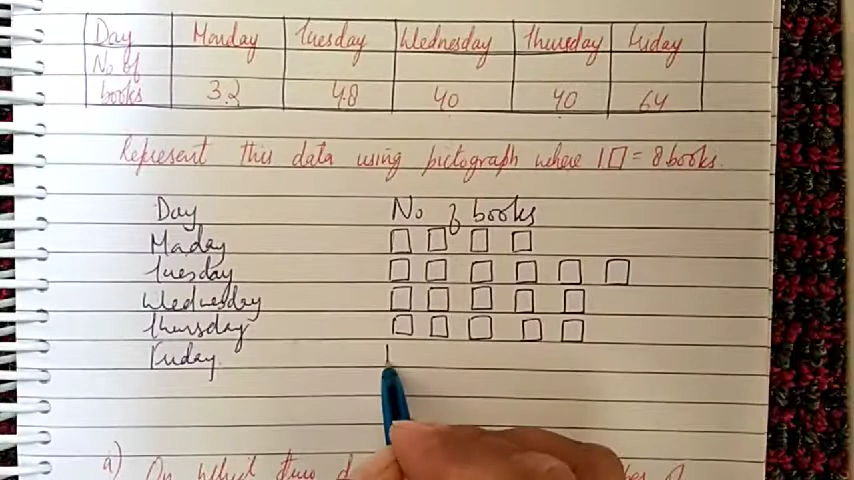 Day Monday Tuesday Wednesday Thursday Friday
No of
books 32 48 40 40 64
Represent this data using pictograph where 1□ = 8 books.
Day No of books
Maday □ □ □ □
Tuesday □ □ □ □ □ □
Wednesday □ □ □ □ □
Thursday □ □ □ □ □
Friday
a) On which two